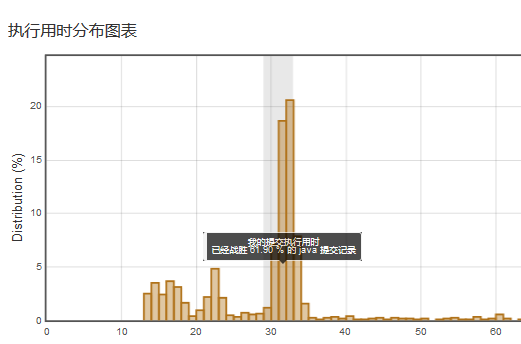 执行用时分布图表
Distribution (%)
20
15
10
5
0
我的提交执行用时
已经战胜 61.90 % 的 java 提交记录
0 10 20 30 40 50 60